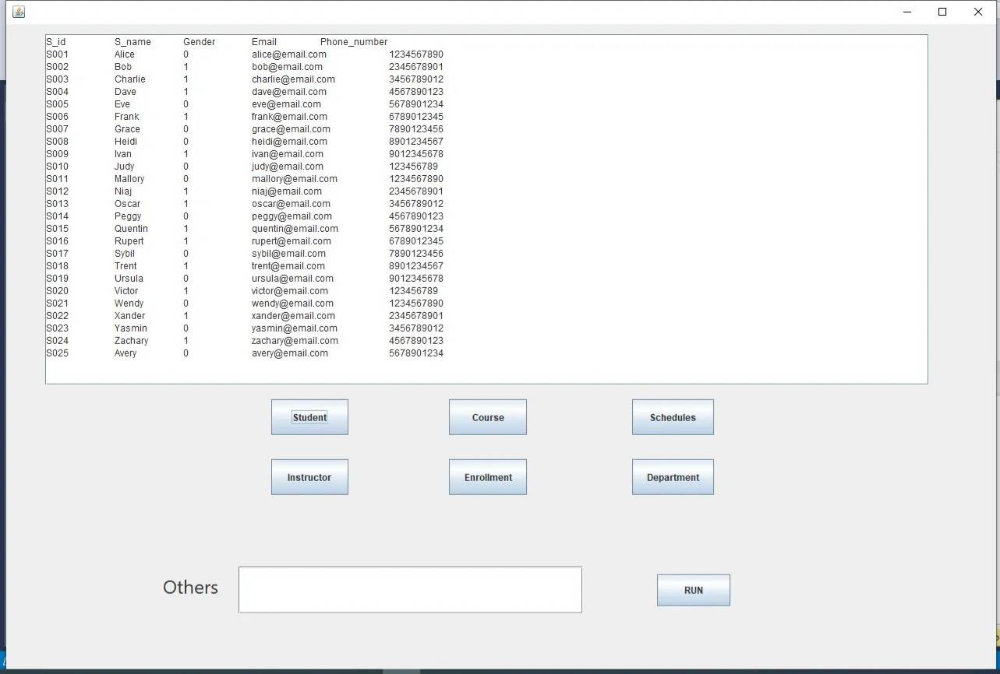 S_id S_name Gender Email Phone_number
S001 Alice 0 alice@email.com 1234567890
S002 Bob 1 bob@email.com 2345678901
S003 Charlie 1 charlie@email.com 3456789012
S004 Dave 1 dave@email.com 4567890123
S005 Eve 0 eve@email.com 5678901234
S006 Frank 1 frank@email.com 6789012345
S007 Grace 0 grace@email.com 7890123456
S008 Heidi 0 heidi@email.com 8901234567
S009 Ivan 1 ivan@email.com 9012345678
S010 Judy 0 judy@email.com 123456789
S011 Mallory 0 mallory@email.com 1234567890
S012 Niaj 1 niaj@email.com 2345678901
S013 Oscar 1 oscar@email.com 3456789012
S014 Peggy 0 peggy@email.com 4567890123
S015 Quentin 1 quentin@email.com 5678901234
S016 Rupert 1 rupert@email.com 6789012345
S017 Sybil 0 sybil@email.com 7890123456
S018 Trent 1 trent@email.com 8901234567
S019 Ursula 0 ursula@email.com 9012345678
S020 Victor 1 victor@email.com 123456789
S021 Wendy 0 wendy@email.com 1234567890
S022 Xander 1 xander@email.com 2345678901
S023 Yasmin 0 yasmin@email.com 3456789012
S024 Zachary 1 zachary@email.com 4567890123
S025 Avery 0 avery@email.com 5678901234
Student Course Schedules
Instructor Enrollment Department
Others RUN